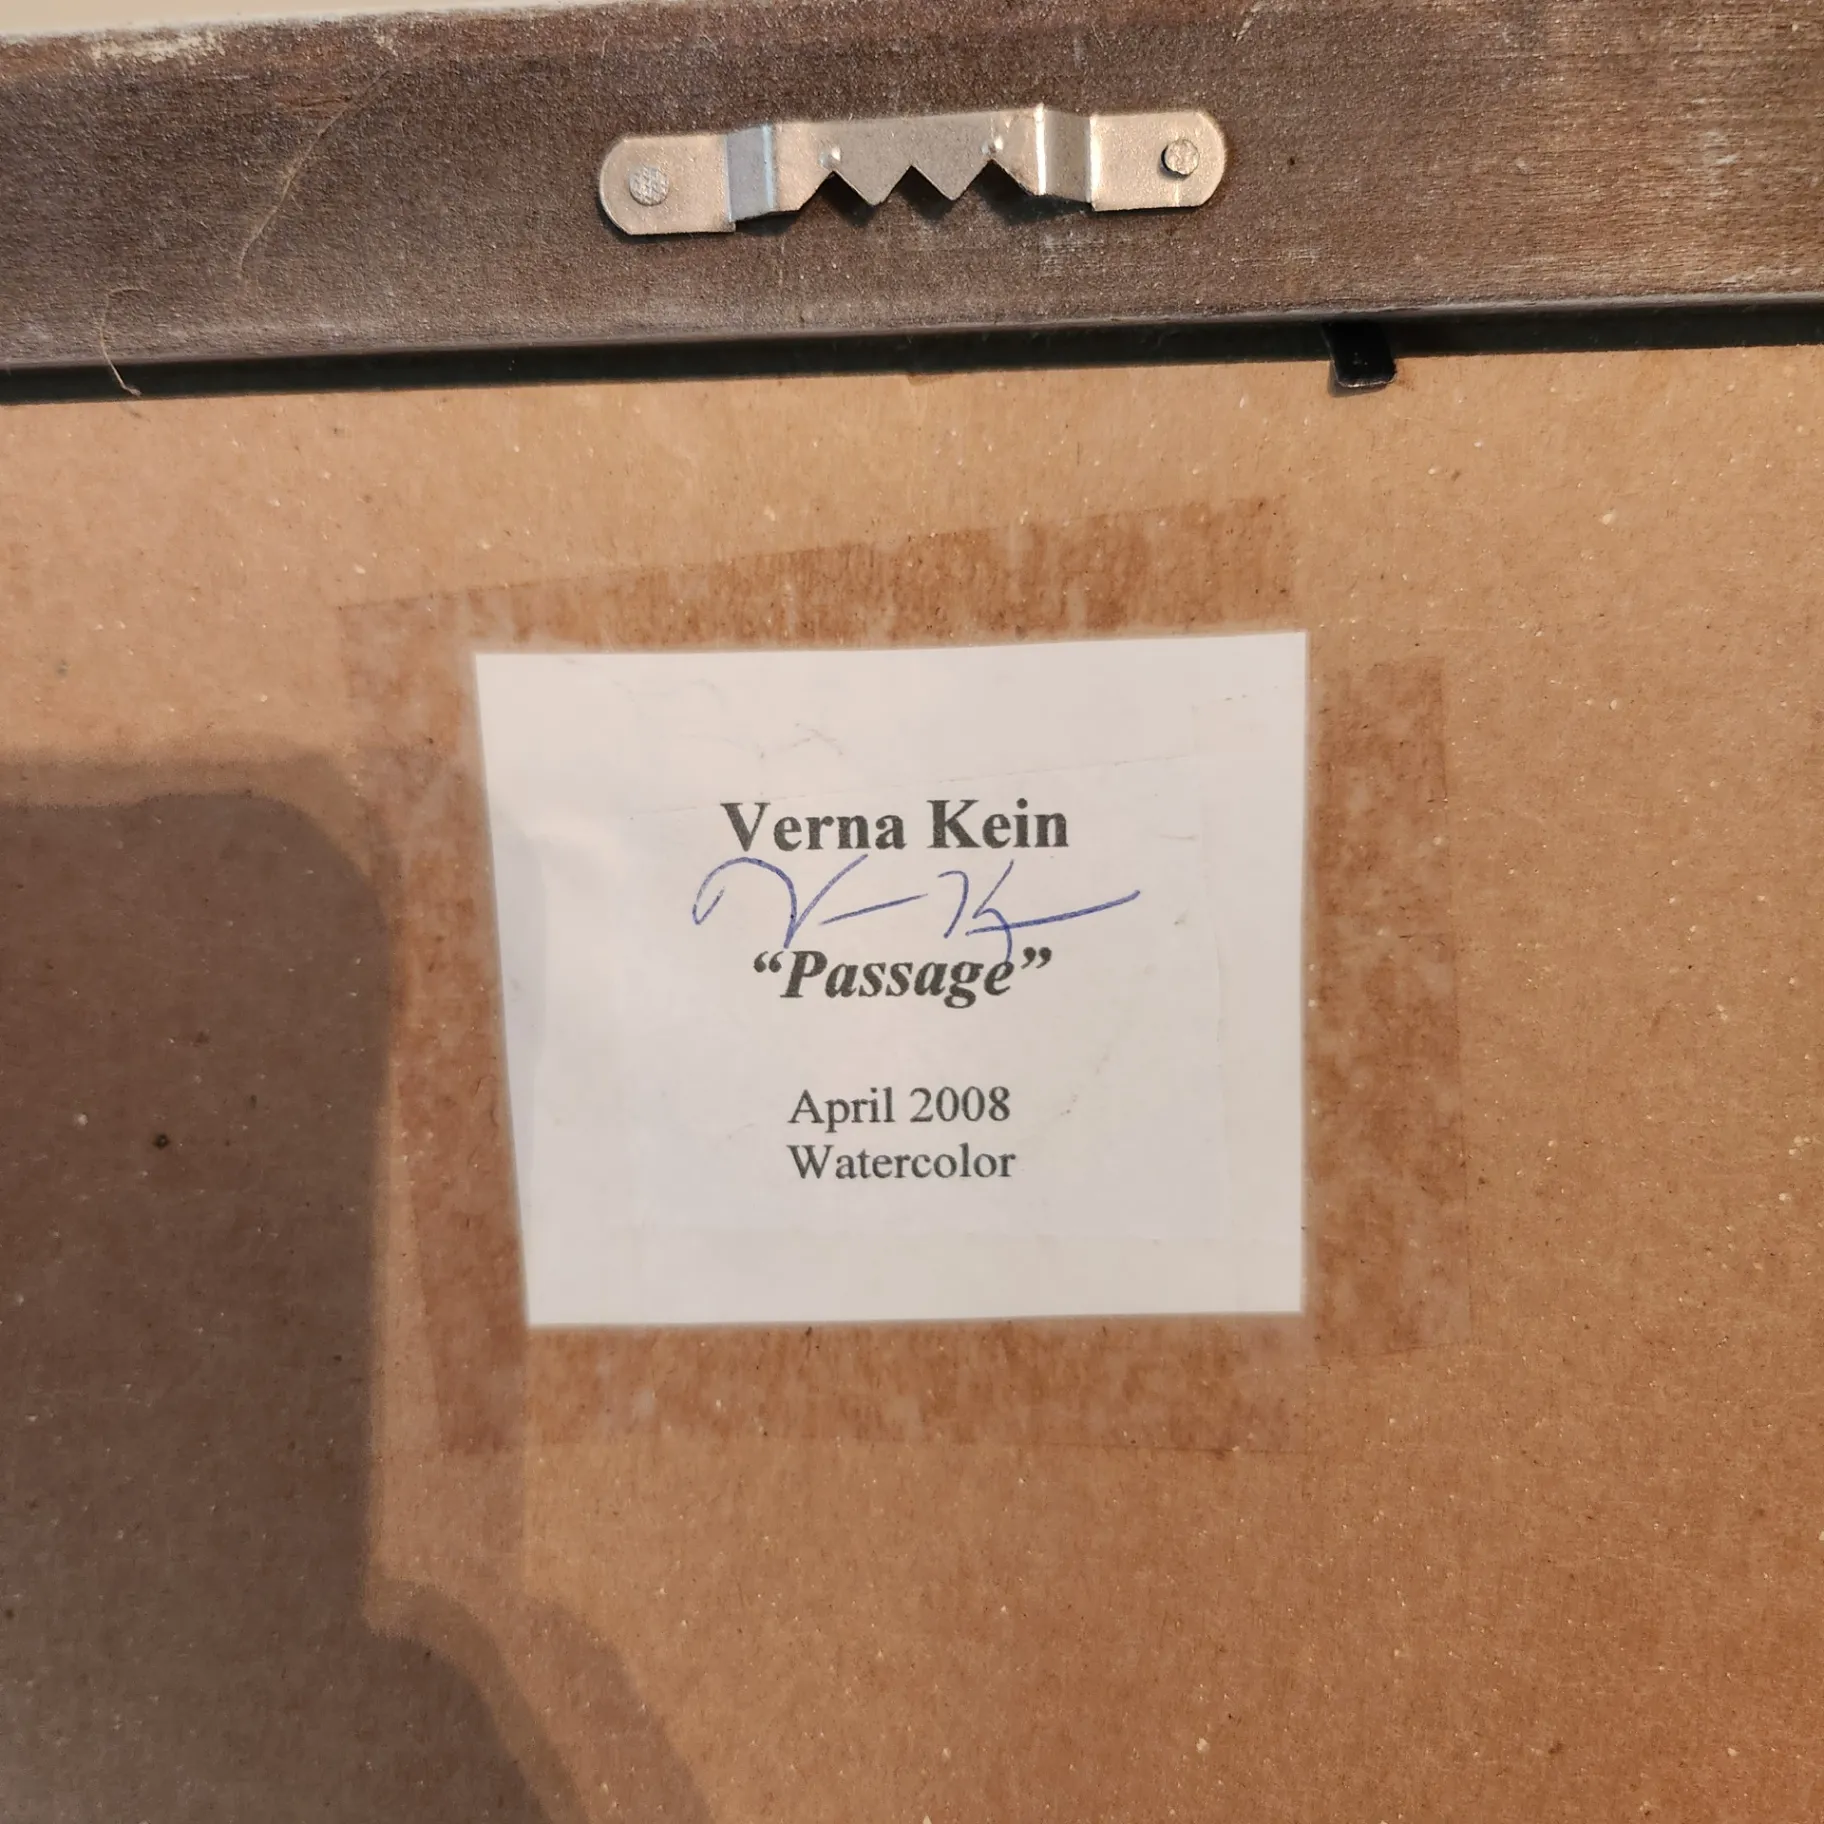 Verna Kein
“Passage”
April 2008
Watercolor